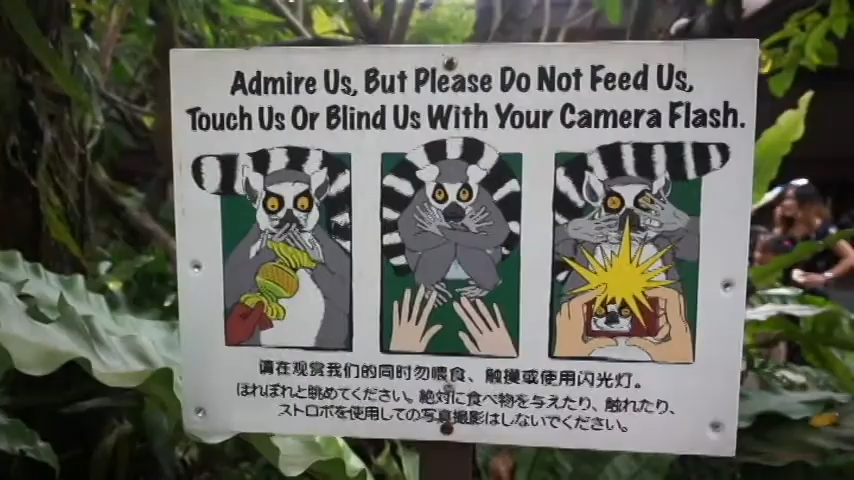 Admire Us, But Please Do Not Feed Us,
Touch Us Or Blind Us With Your Camera Flash.
请在观赏我们的同时勿喂食、触摸或使用闪光灯。
ほれぼれと眺めてください。絶対に食べ物を与えたり、触れたり、
ストロボを使用しての写真撮影はしないでください。